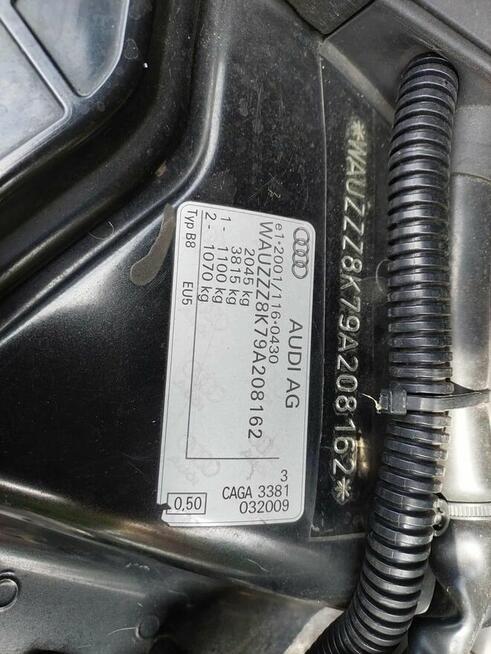 AUDI AG
e1*2001/116*0430
WAUZZZ8K79A208162
2045 kg
3815 kg
1- 1100 kg
2- 1070 kg
Typ B8
EU5
3
CAGA 3381
032009
0,50
*WAUZZZ8K79A208162*